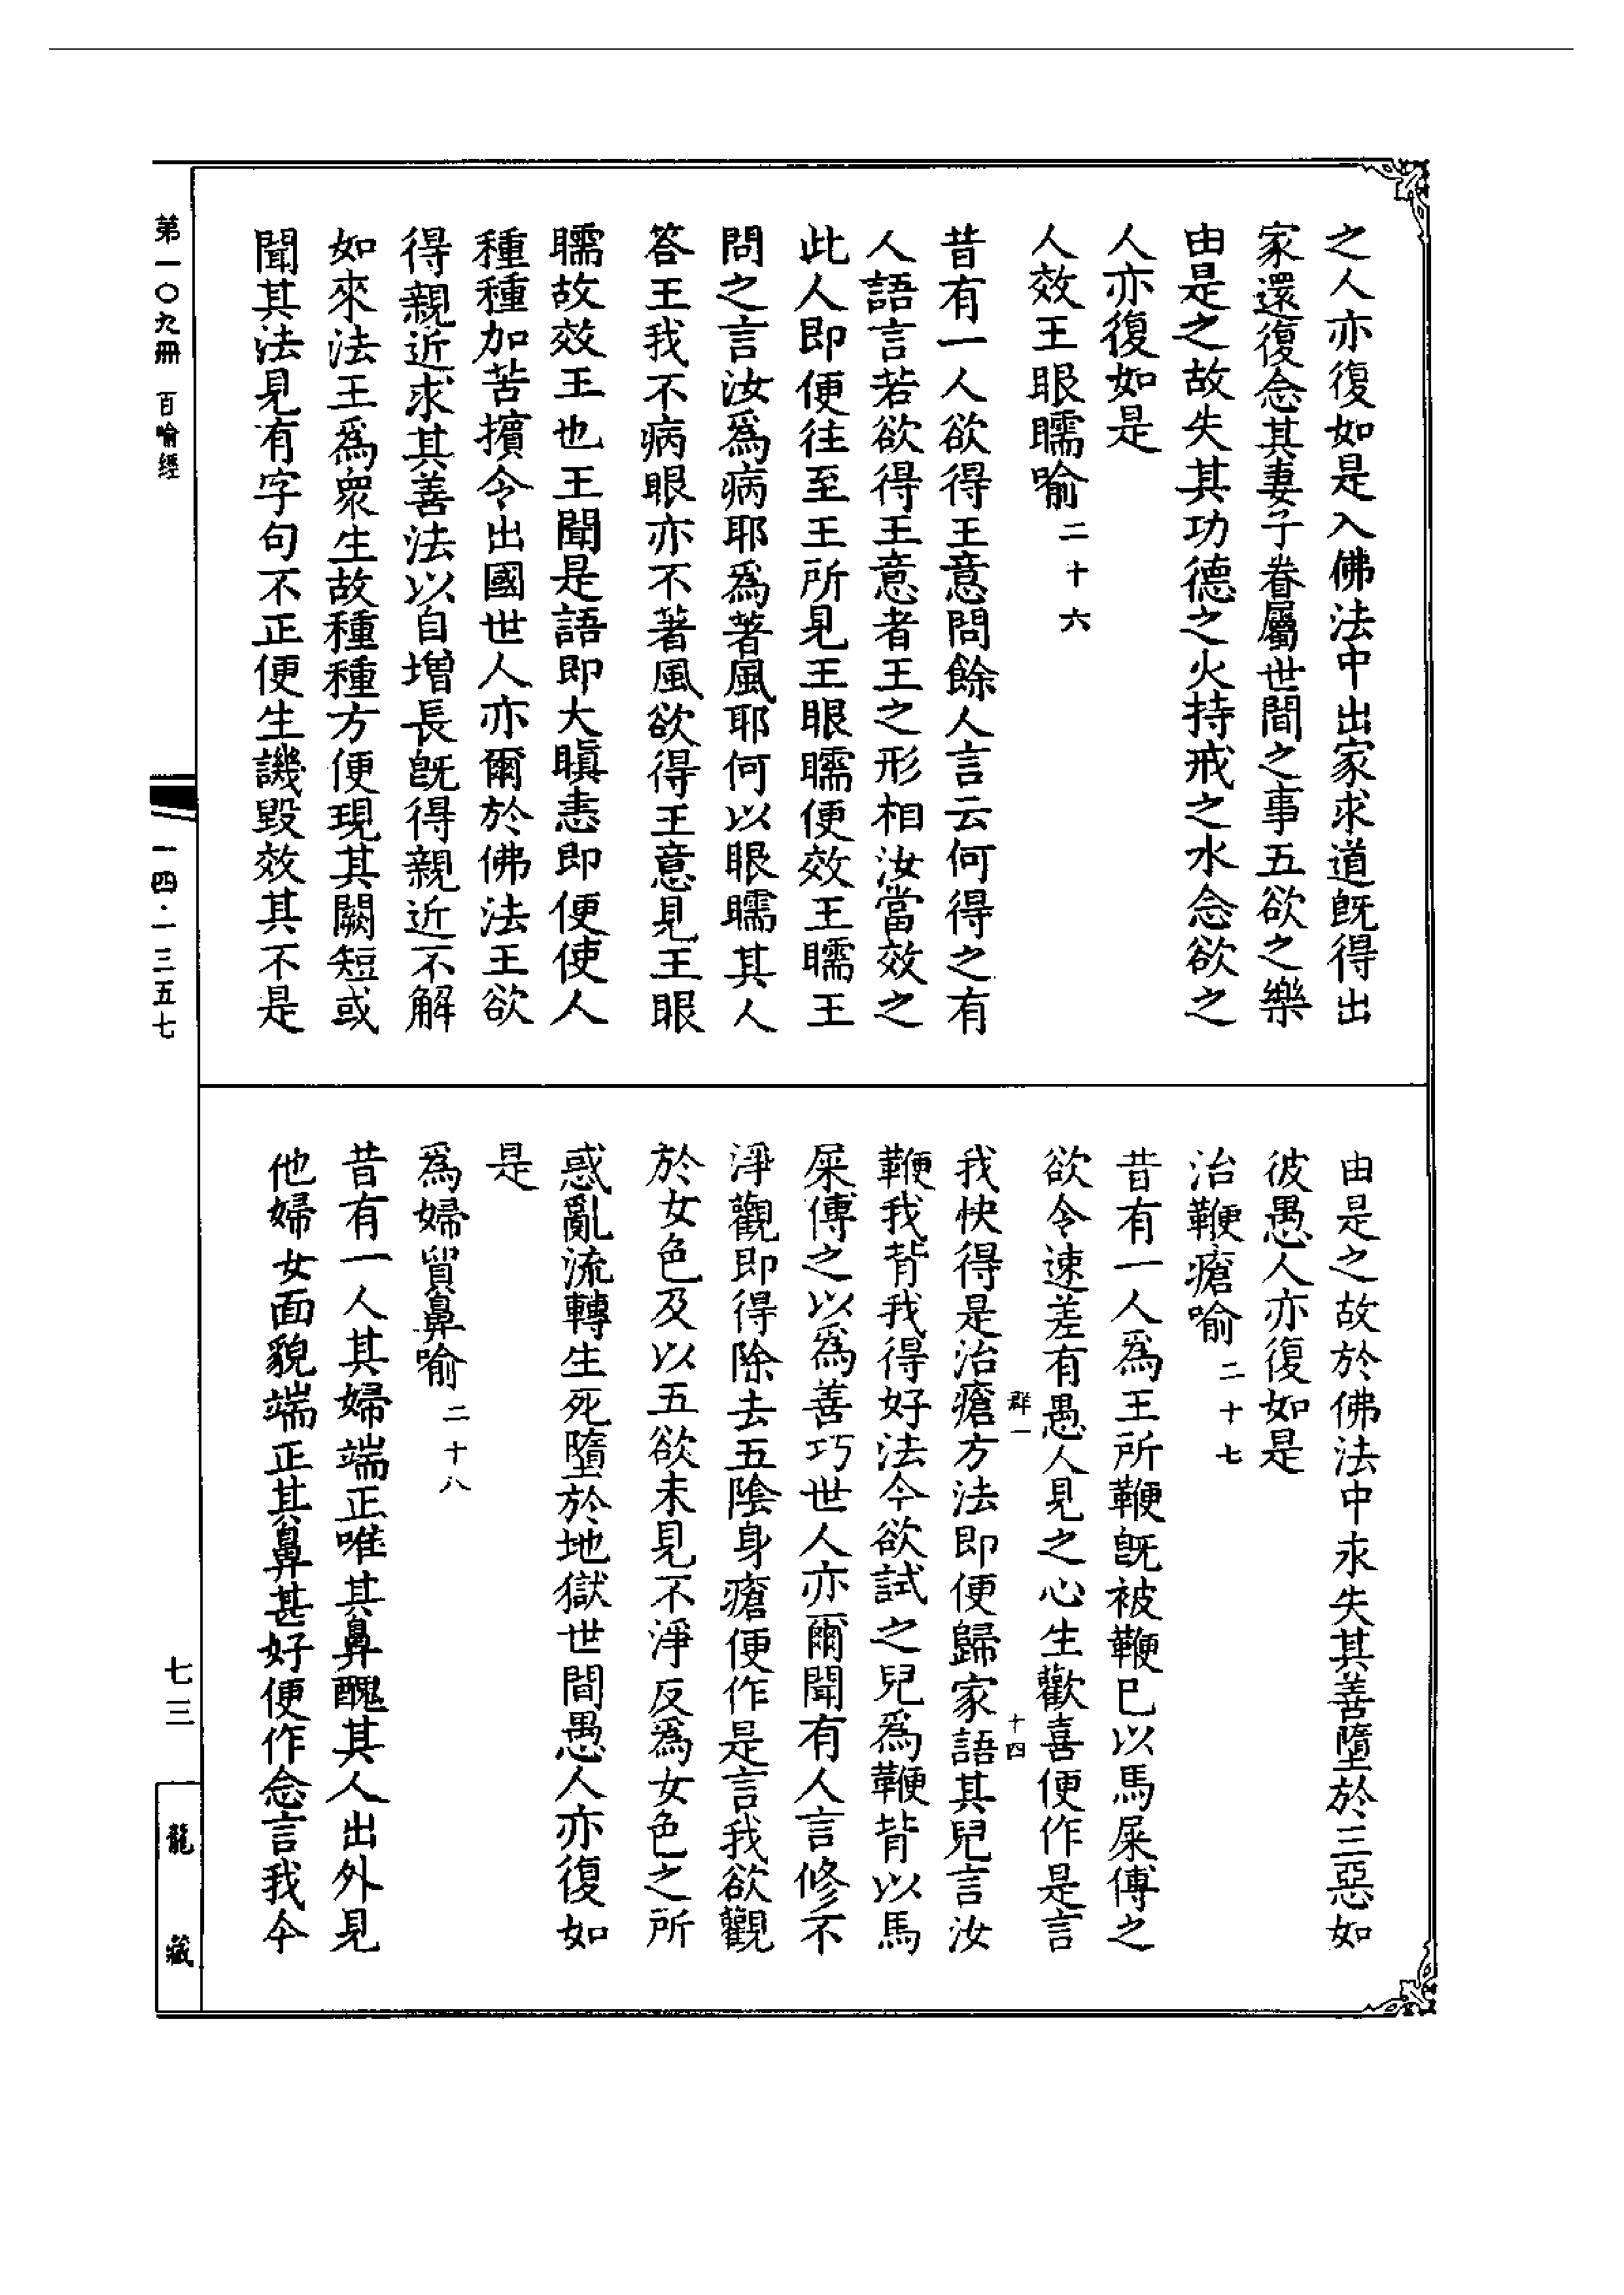 之人亦復如是入佛法中出家求道旣得出
家還復念其妻子眷屬世間之事五欲之樂
由是之故失其功德之火持戒之水念欲之
人亦復如是
人效王眼瞤喻二十六
昔有一人欲得王意問餘人言云何得之有
人語言若欲得王意者王之形相汝當效之
此人即便往至王所見王眼瞤便效王瞤王
問之言汝爲病耶爲著風耶何以眼瞤其人
答王我不病眼亦不著風欲得王意見王眼
瞤故效王也王聞是語即大瞋恚即便使人
種種加苦擯令出國世人亦爾於佛法王欲
得親近求其善法以自增長旣得親近不解
如來法王爲衆生故種種方便現其闕短或
聞其法見有字句不正便生譏毀效其不是
由是之故於佛法中永失其善墮於三惡如
彼愚人亦復如是
治鞭瘡喻二十七
昔有一人爲王所鞭旣被鞭已以馬屎傅之
欲令速差有愚人見之心生歡喜便作是言
群一 十四
我快得是治瘡方法即便歸家語其兒言汝
鞭我背我得好法今欲試之兒爲鞭背以馬
屎傅之以爲善巧世人亦爾聞有人言修不
淨觀即得除去五陰身瘡便作是言我欲觀
於女色及以五欲未見不淨反爲女色之所
惑亂流轉生死墮於地獄世間愚人亦復如
是
爲婦貿鼻喻二十八
昔有一人其婦端正唯其鼻醜其人出外見
他婦女面貌端正其鼻甚好便作念言我今
第一〇九冊 百喻經
一四·一三五七
七三
龍藏